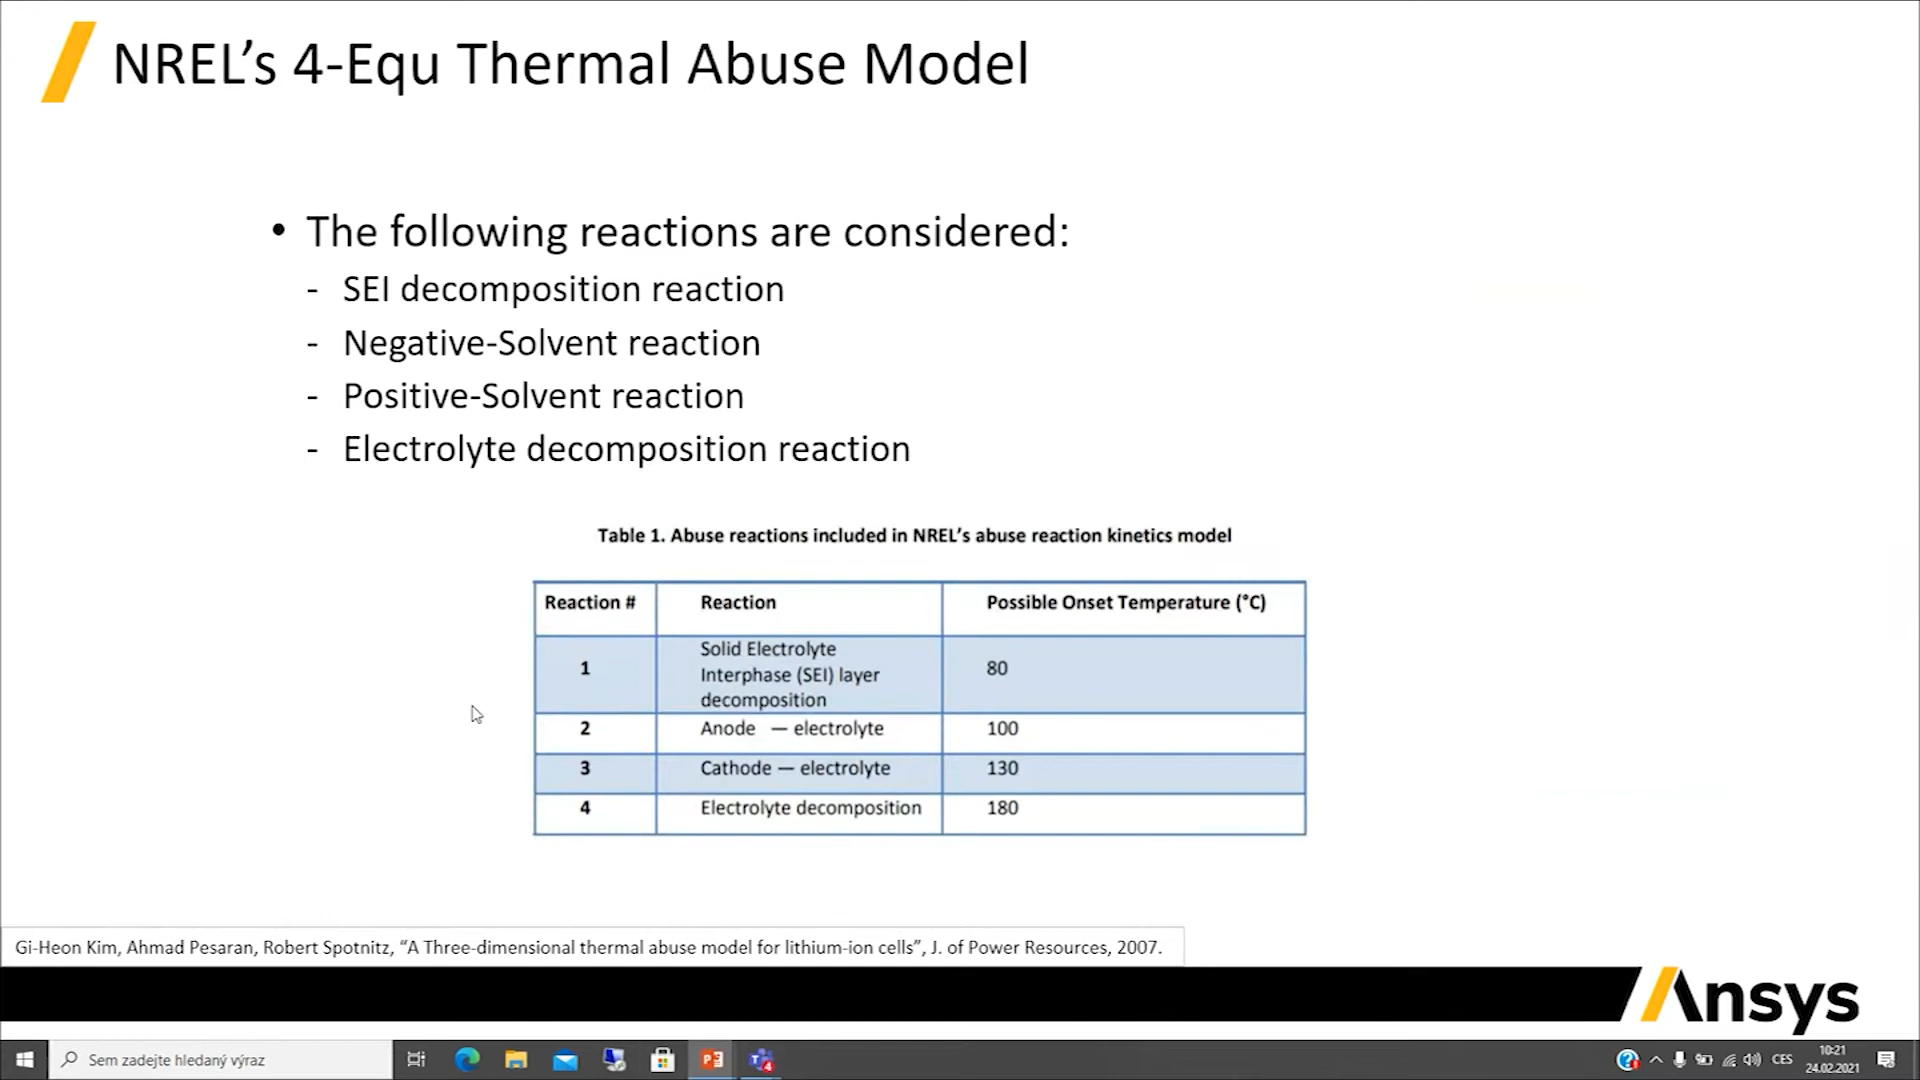 NREL’s 4-Equ Thermal Abuse Model
• The following reactions are considered:
- SEI decomposition reaction
- Negative-Solvent reaction
- Positive-Solvent reaction
- Electrolyte decomposition reaction
Table 1. Abuse reactions included in NREL’s abuse reaction kinetics model
Reaction # Reaction Possible Onset Temperature (°C)
1 Solid Electrolyte Interphase (SEI) layer decomposition 80
2 Anode — electrolyte 100
3 Cathode — electrolyte 130
4 Electrolyte decomposition 180
Gi-Heon Kim, Ahmad Pesaran, Robert Spotnitz, “A Three-dimensional thermal abuse model for lithium-ion cells”, J. of Power Resources, 2007.
Ansys
Sem zadejte hledaný výraz
4
CES
10:21
24.02.2021